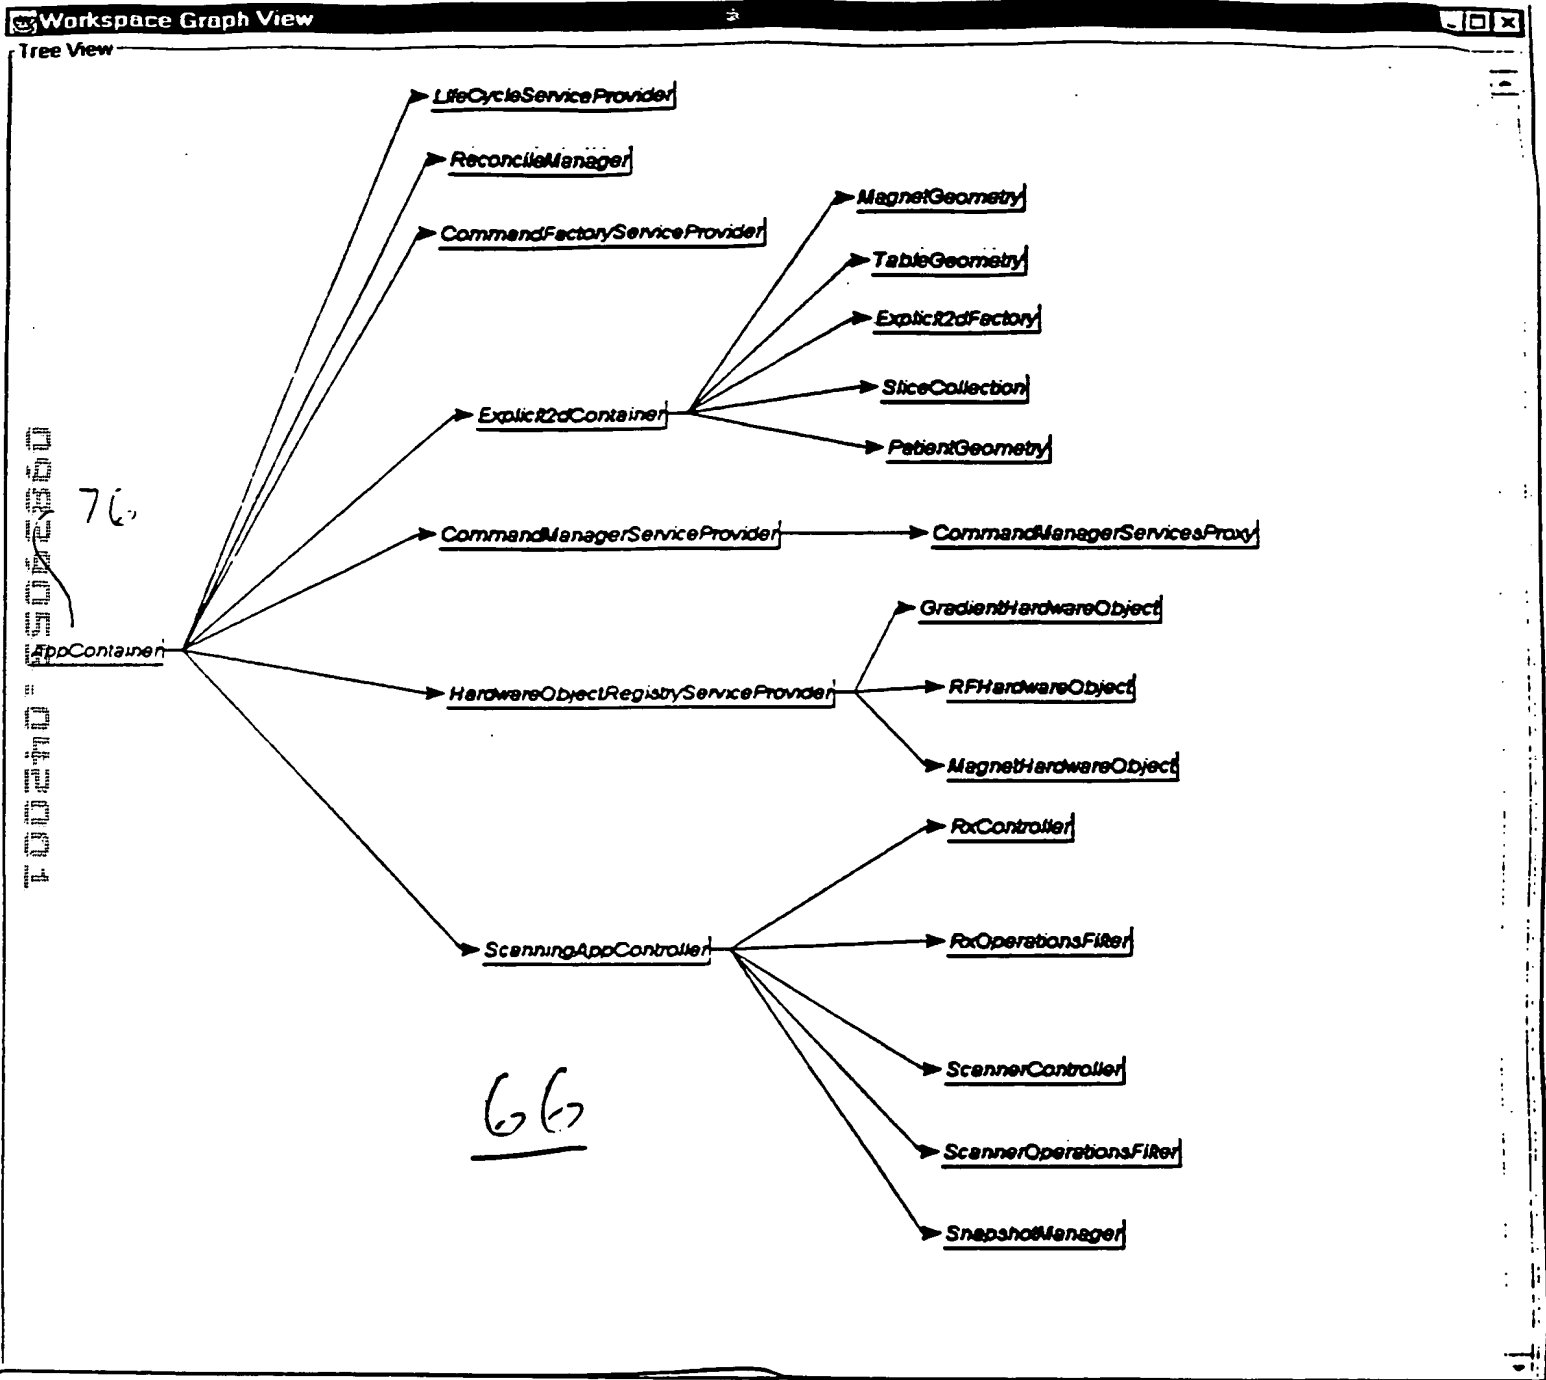 Workspace Graph View
Tree View
LifeCycleServiceProvider
ReconcileManager
CommandFactoryServiceProvider
MagnetGeometry
TableGeometry
Explicit2dFactory
SliceCollection
PatientGeometry
Explicit2dContainer
CommandManagerServiceProvider
CommandManagerServicesProxy
76
AppContainer
GradientHardwareObject
HardwareObjectRegistryServiceProvider
RFHardwareObject
MagnetHardwareObject
RxController
ScanningAppController
RxOperationsFilter
66
ScannerController
ScannerOperationsFilter
SnapshotManager